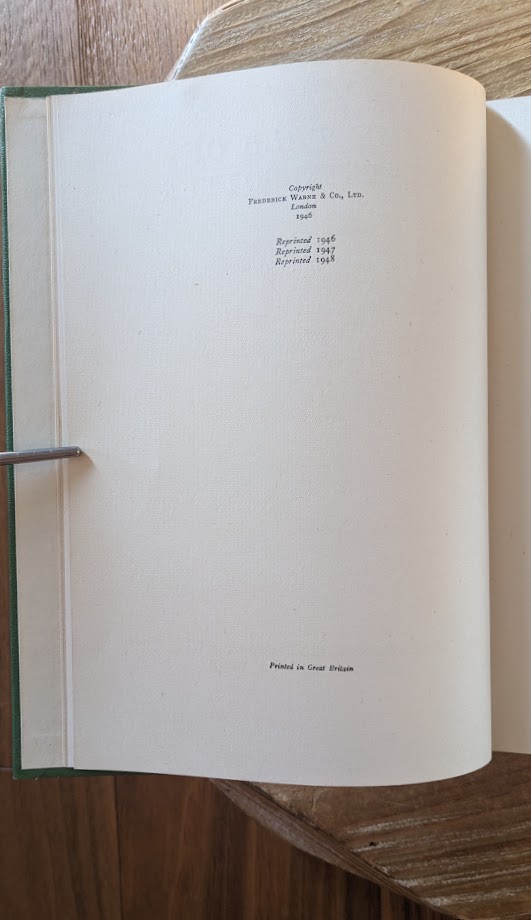 Copyright
Frederick Warne & Co., Ltd.
London
1946
Reprinted 1946
Reprinted 1947
Reprinted 1948
Printed in Great Britain